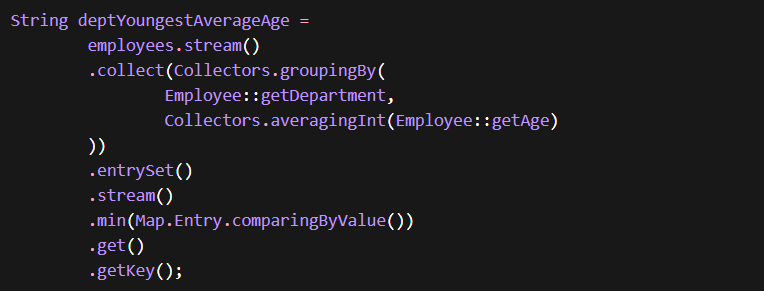 String deptYoungestAverageAge =
        employees.stream()
        .collect(Collectors.groupingBy(
                Employee::getDepartment,
                Collectors.averagingInt(Employee::getAge)
        ))
        .entrySet()
        .stream()
        .min(Map.Entry.comparingByValue())
        .get()
        .getKey();